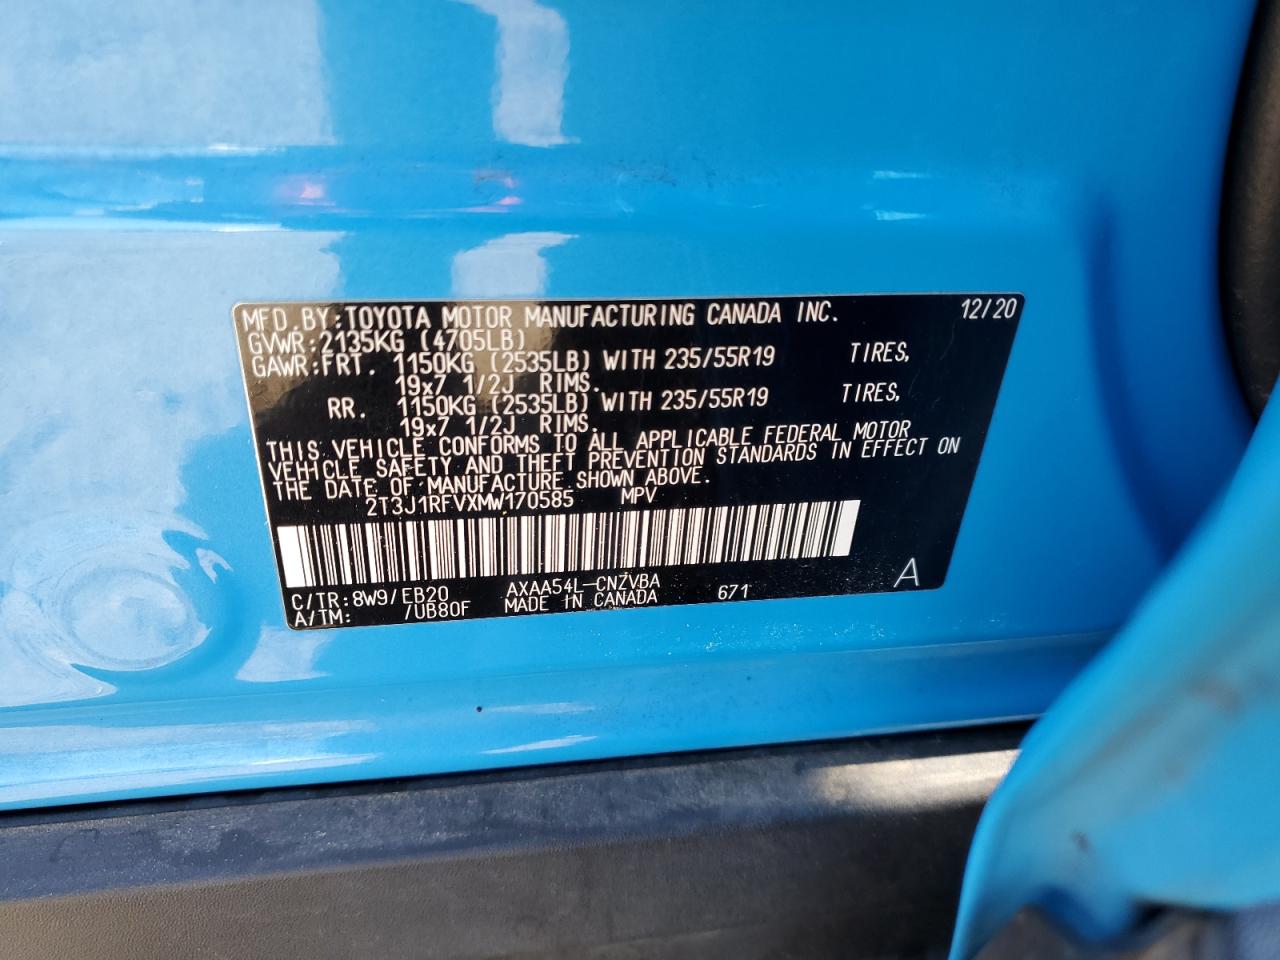 MFD.BY:TOYOTA MOTOR MANUFACTURING CANADA INC. 12/20
GVWR:2135KG (4705LB)
GAWR:FRT. 1150KG (2535LB) WITH 235/55R19 TIRES,
19x7 1/2J RIMS.
RR. 1150KG (2535LB) WITH 235/55R19 TIRES,
19x7 1/2J RIMS.
THIS VEHICLE CONFORMS TO ALL APPLICABLE FEDERAL MOTOR
VEHICLE SAFETY AND THEFT PREVENTION STANDARDS IN EFFECT ON
THE DATE OF MANUFACTURE SHOWN ABOVE.
2T3J1RFVXMW170585 MPV
C/TR:8W9/EB20 AXAA54L-CNZVBA A
A/TM: /UB80F MADE IN CANADA 671